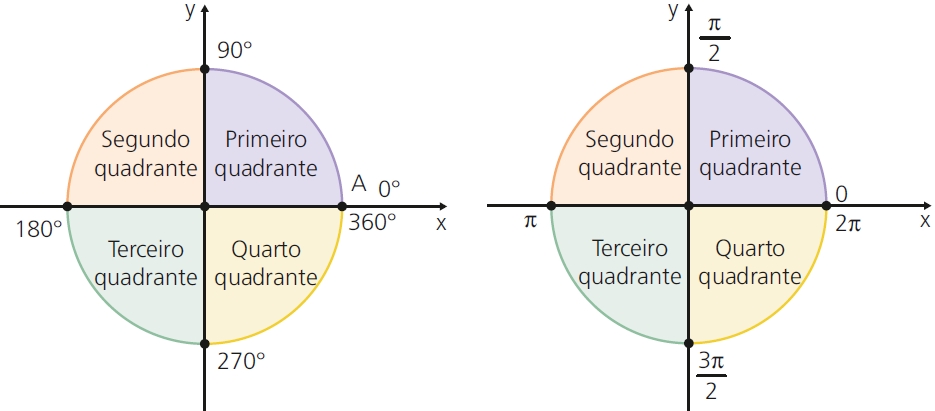 y
90°
Segundo
quadrante
Primeiro
quadrante
A 0°
180°
360°
x
Terceiro
quadrante
Quarto
quadrante
270°
y
π
2
Segundo
quadrante
Primeiro
quadrante
0
π
2π
x
Terceiro
quadrante
Quarto
quadrante
3π
2